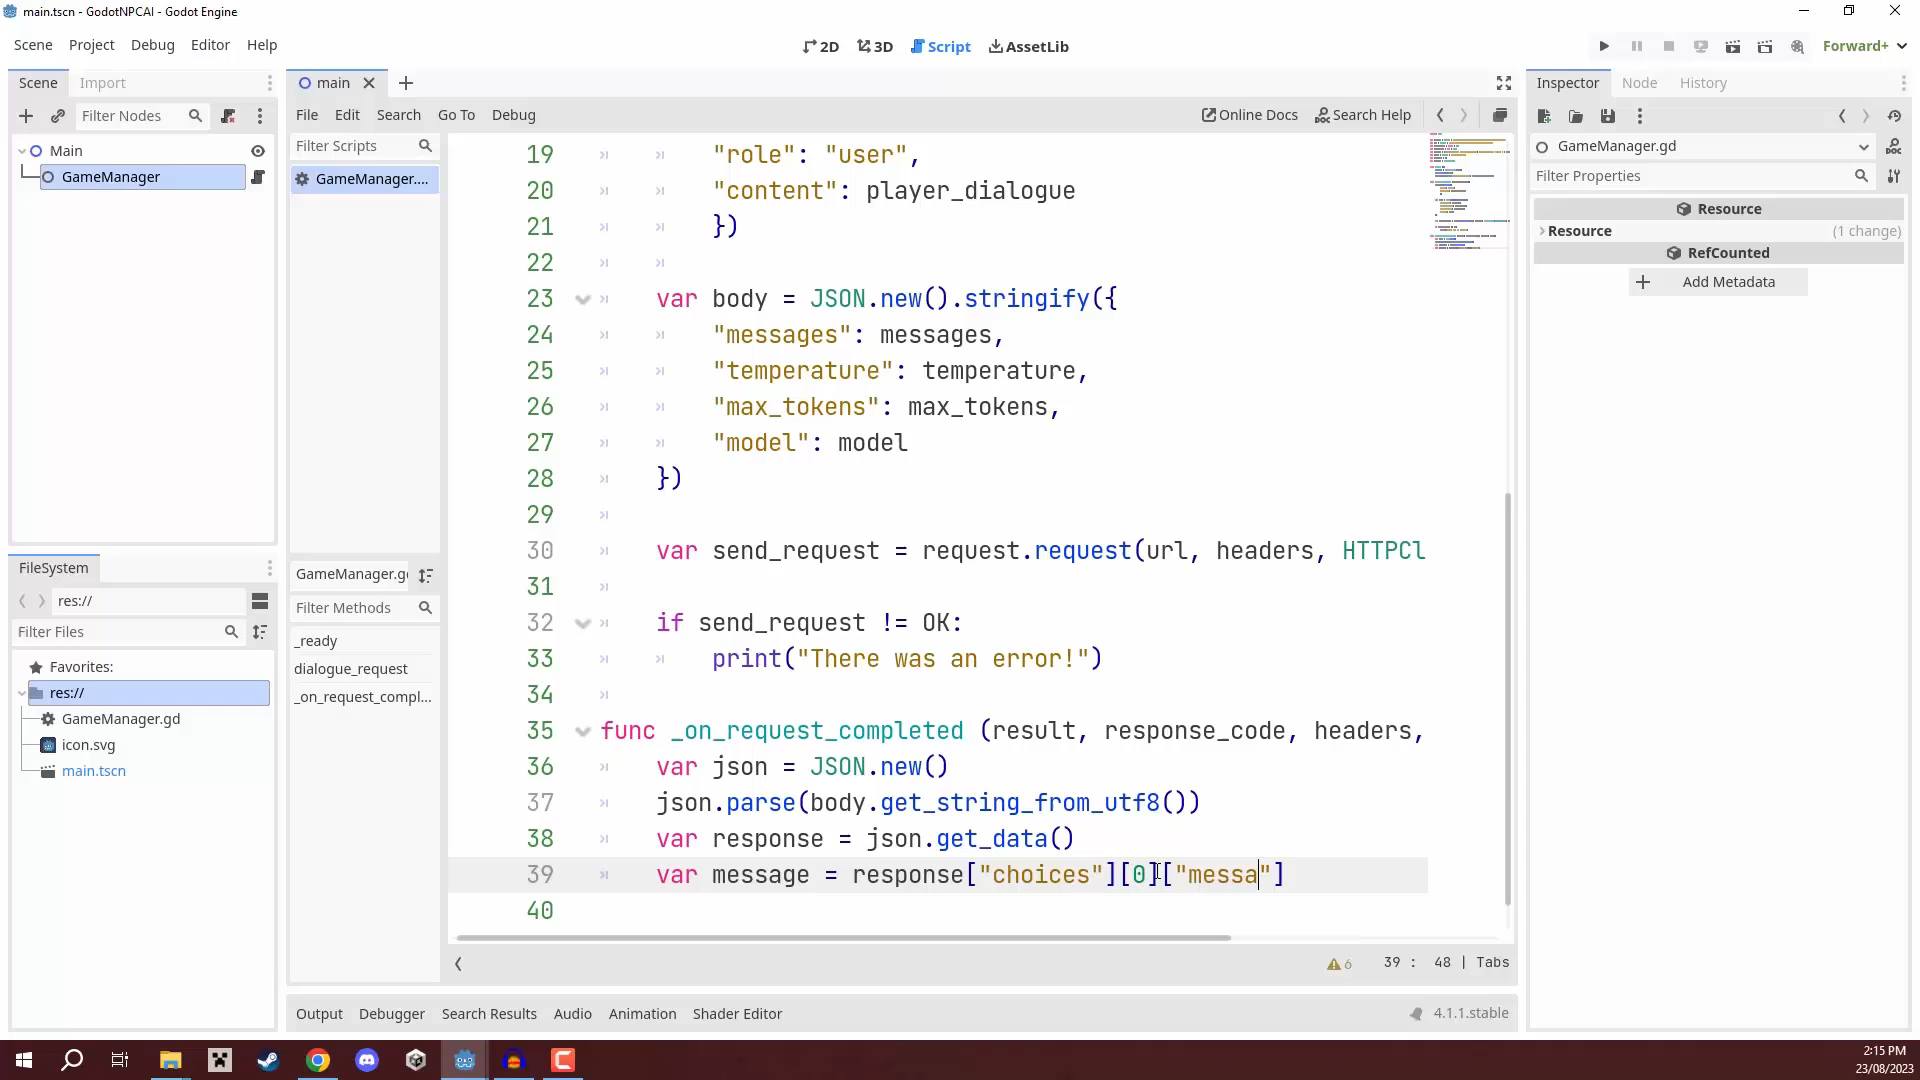 main.tscn - GodotNPCAI - Godot Engine
Scene Project Debug Editor Help
2D 3D Script AssetLib
Forward+
Scene Import
Filter Nodes
Main
GameManager
FileSystem
res://
Filter Files
Favorites:
res://
GameManager.gd
icon.svg
main.tscn
main
File Edit Search Go To Debug
Online Docs Search Help
Filter Scripts
GameManager....
GameManager.g
Filter Methods
_ready
dialogue_request
_on_request_compl...
19 "role": "user",
20 "content": player_dialogue
21 })
22
23 var body = JSON.new().stringify({
24 "messages": messages,
25 "temperature": temperature,
26 "max_tokens": max_tokens,
27 "model": model
28 })
29
30 var send_request = request.request(url, headers, HTTPCl
31
32 if send_request != OK:
33 print("There was an error!")
34
35 func _on_request_completed (result, response_code, headers,
36 var json = JSON.new()
37 json.parse(body.get_string_from_utf8())
38 var response = json.get_data()
39 var message = response["choices"][0]["messa"]
40
6 39 : 48 | Tabs
Output Debugger Search Results Audio Animation Shader Editor
4.1.1.stable
Inspector Node History
GameManager.gd
Filter Properties
Resource
Resource (1 change)
RefCounted
Add Metadata
2:15 PM
23/08/2023